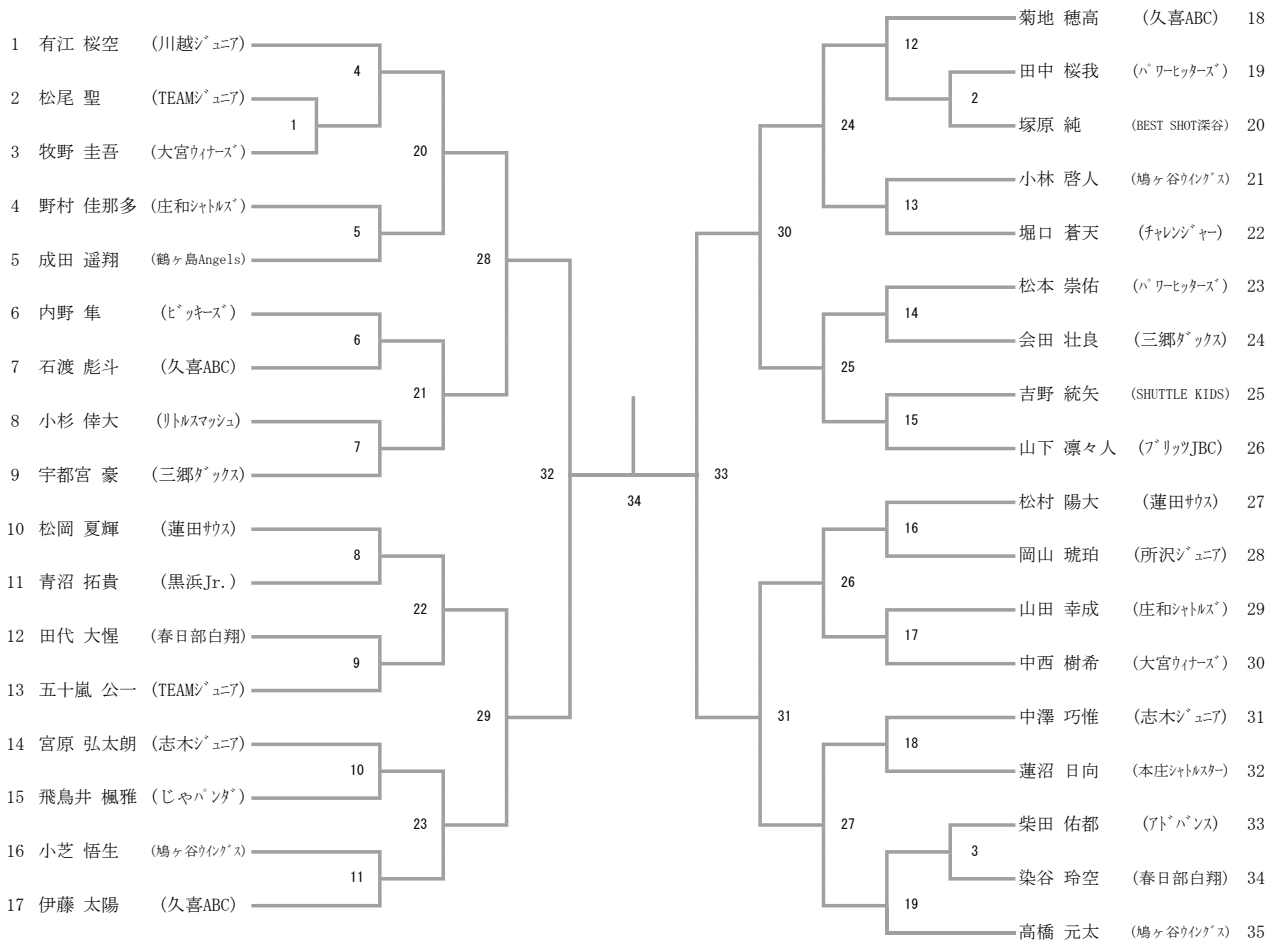 1 有江 桜空 (川越ｼﾞｭﾆｱ)
2 松尾 聖 (TEAMｼﾞｭﾆｱ)
3 牧野 圭吾 (大宮ｳｨﾅｰｽﾞ)
4 野村 佳那多 (庄和ｼｬﾄﾙｽﾞ)
5 成田 遥翔 (鶴ヶ島Angels)
6 内野 隼 (ﾋﾞｯｷｰｽﾞ)
7 石渡 彪斗 (久喜ABC)
8 小杉 倖大 (ﾘﾄﾙｽﾏｯｼｭ)
9 宇都宮 豪 (三郷ﾀﾞｯｸｽ)
10 松岡 夏輝 (蓮田ｻｳｽ)
11 青沼 拓貴 (黒浜Jr.)
12 田代 大惺 (春日部白翔)
13 五十嵐 公一 (TEAMｼﾞｭﾆｱ)
14 宮原 弘太朗 (志木ｼﾞｭﾆｱ)
15 飛鳥井 楓雅 (じゃﾊﾟﾝﾀﾞ)
16 小芝 悟生 (鳩ヶ谷ｳｲﾝｸﾞｽ)
17 伊藤 太陽 (久喜ABC)
4
1
20
5
28
6
21
7
32
8
22
9
29
10
23
11
34
33
12
2
24
13
30
14
25
15
16
26
17
31
18
27
3
19
菊地 穂高 (久喜ABC) 18
田中 桜我 (ﾊﾟﾜｰﾋｯﾀｰｽﾞ) 19
塚原 純 (BEST SHOT深谷) 20
小林 啓人 (鳩ヶ谷ｳｲﾝｸﾞｽ) 21
堀口 蒼天 (ﾁｬﾚﾝｼﾞｬｰ) 22
松本 崇佑 (ﾊﾟﾜｰﾋｯﾀｰｽﾞ) 23
会田 壮良 (三郷ﾀﾞｯｸｽ) 24
吉野 統矢 (SHUTTLE KIDS) 25
山下 凛々人 (ﾌﾞﾘｯﾂJBC) 26
松村 陽大 (蓮田ｻｳｽ) 27
岡山 琥珀 (所沢ｼﾞｭﾆｱ) 28
山田 幸成 (庄和ｼｬﾄﾙｽﾞ) 29
中西 樹希 (大宮ｳｨﾅｰｽﾞ) 30
中澤 巧惟 (志木ジュニア) 31
蓮沼 日向 (本庄ｼｬﾄﾙｽﾀｰ) 32
柴田 佑都 (ｱﾄﾞﾊﾞﾝｽ) 33
染谷 玲空 (春日部白翔) 34
高橋 元太 (鳩ヶ谷ｳｲﾝｸﾞｽ) 35